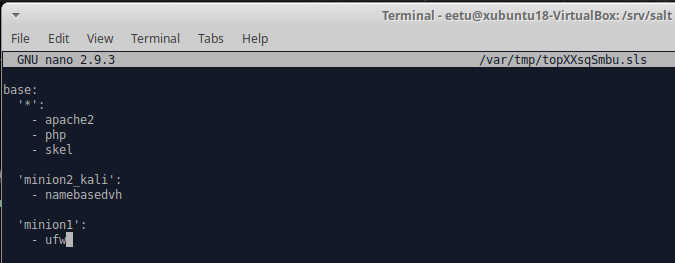 Terminal - eetu@xubuntu18-VirtualBox: /srv/salt
File Edit View Terminal Tabs Help
GNU nano 2.9.3 /var/tmp/topXXsqSmbu.sls
base:
  '*':
    - apache2
    - php
    - skel
  'minion2_kali':
    - namebasedvh
  'minion1':
    - ufw